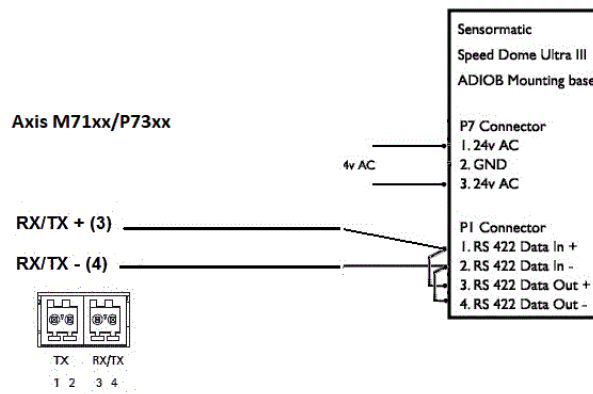 Sensormatic
Speed Dome Ultra III
ADIOB Mounting base
Axis M71xx/P73xx
P7 Connector
1. 24v AC
4v AC
2. GND
3. 24v AC
RX/TX + (3)
P1 Connector
1. RS 422 Data In +
RX/TX - (4)
2. RS 422 Data In -
3. RS 422 Data Out +
4. RS 422 Data Out -
TX RX/TX
1 2 3 4